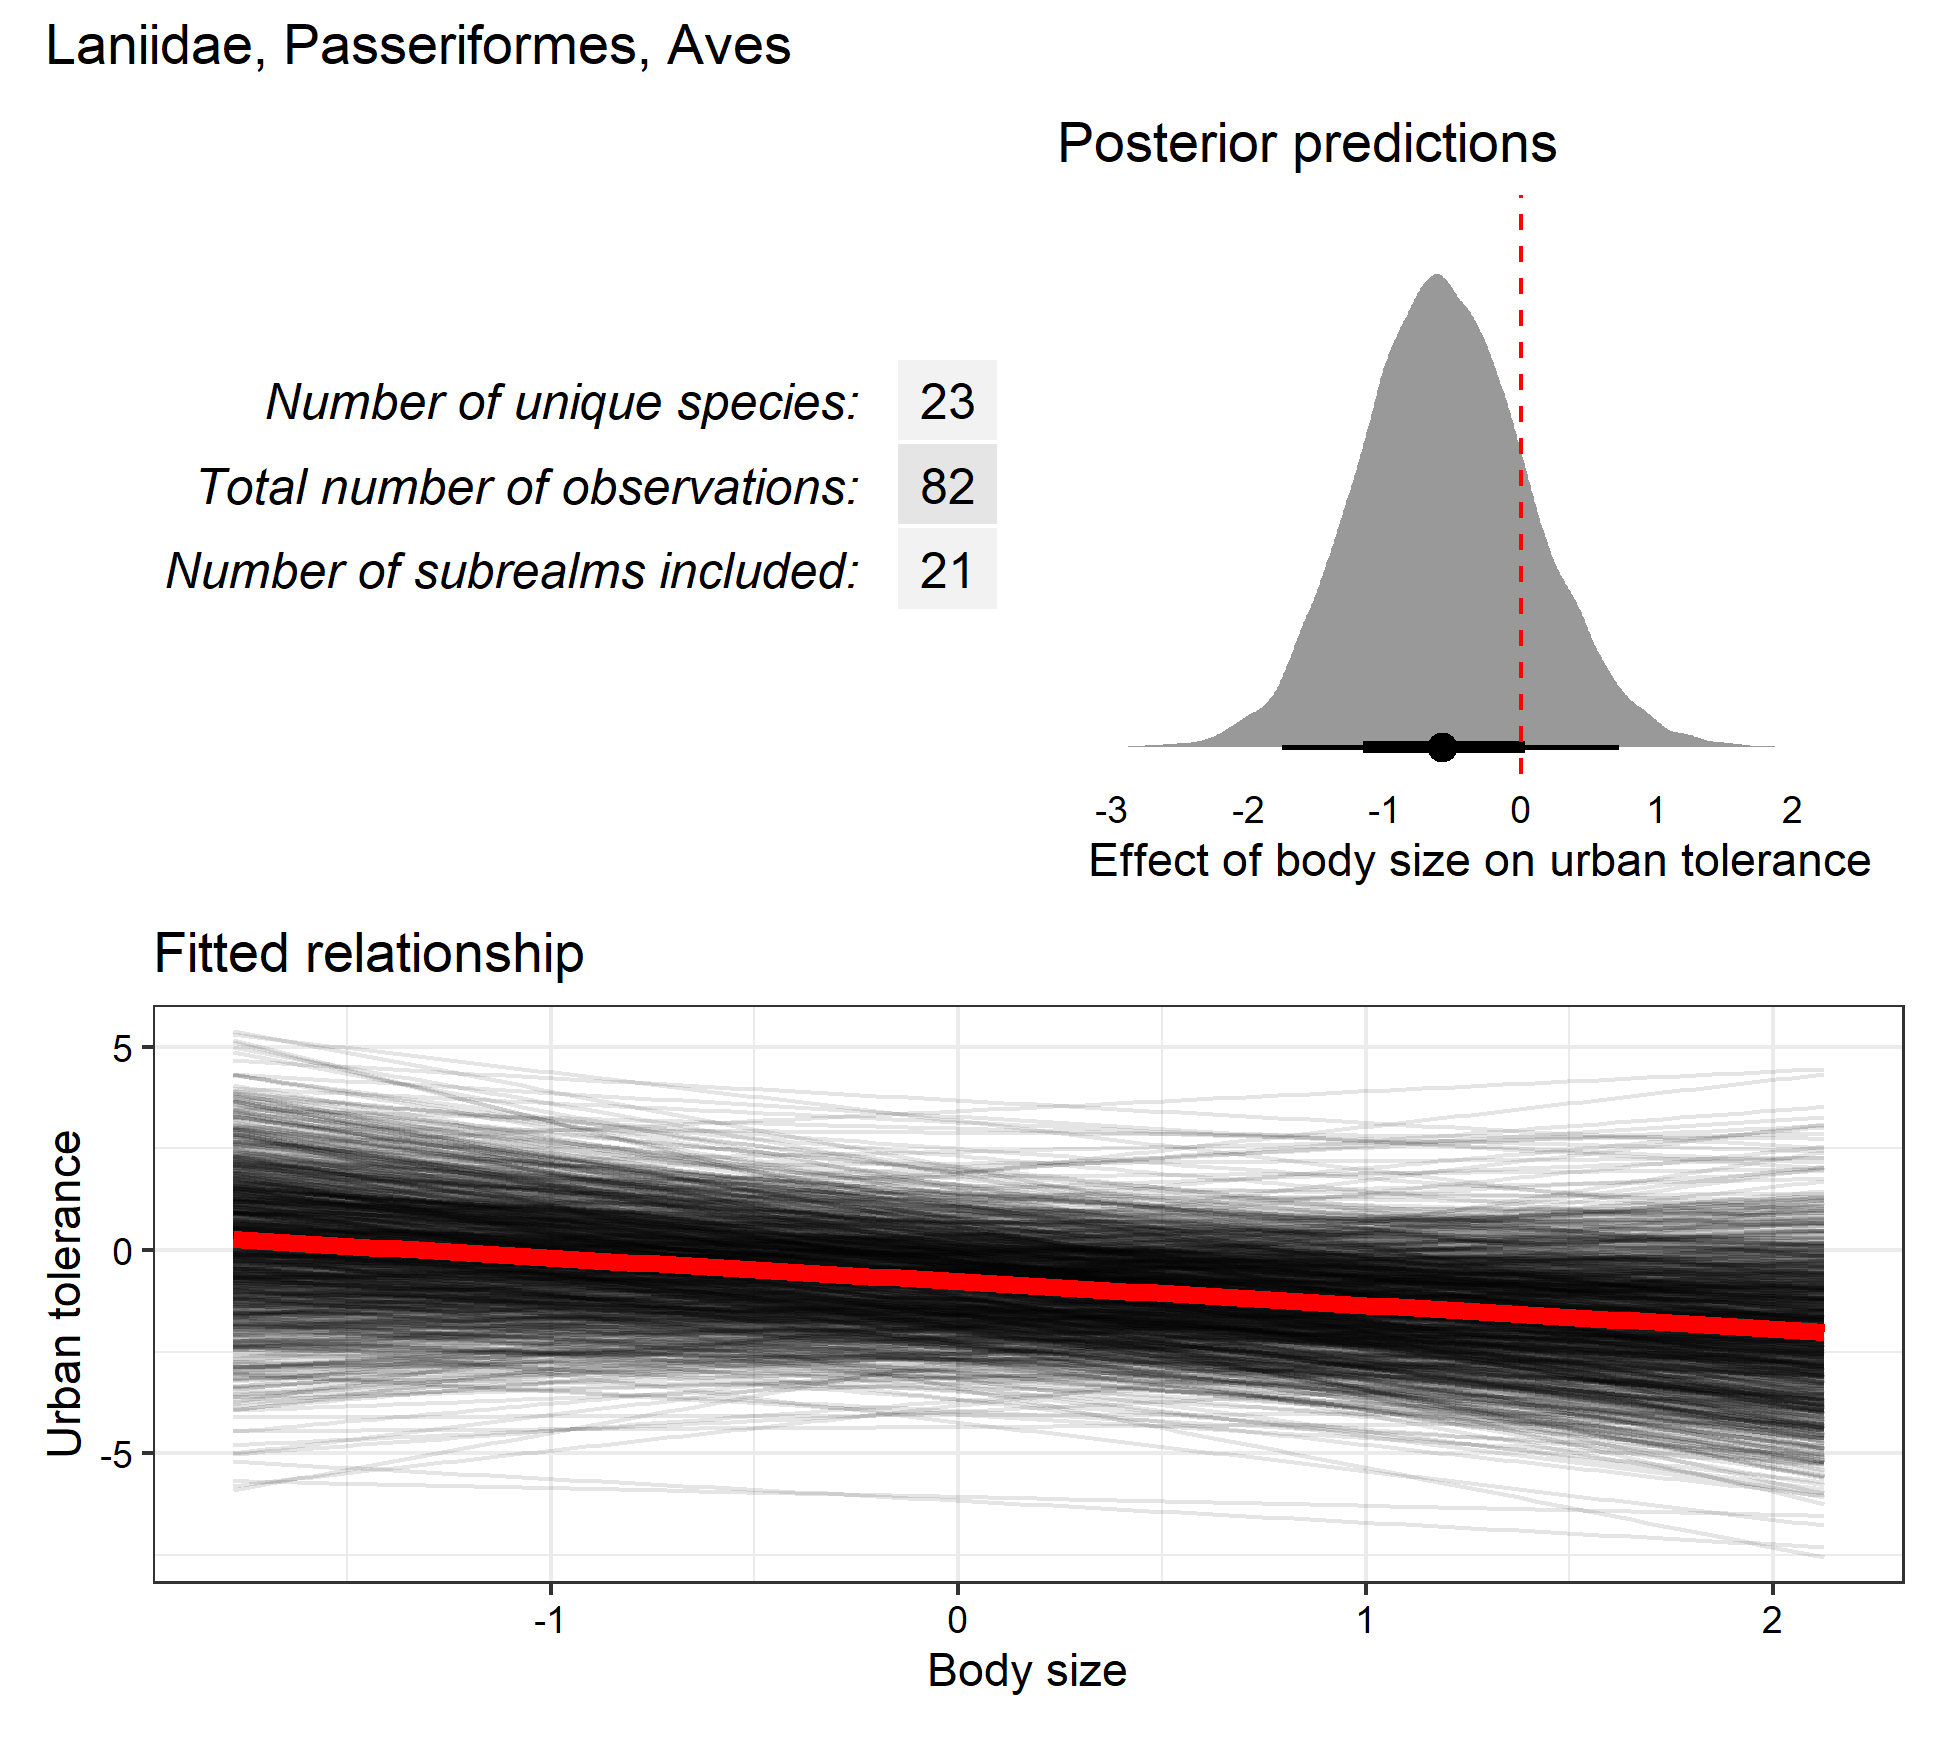 Laniidae, Passeriformes, Aves
Posterior predictions
Number of unique species: 23
Total number of observations: 82
Number of subrealms included: 21
-3 -2 -1 0 1 2
Effect of body size on urban tolerance
Fitted relationship
5
0
-5
Urban tolerance
-1 0 1 2
Body size